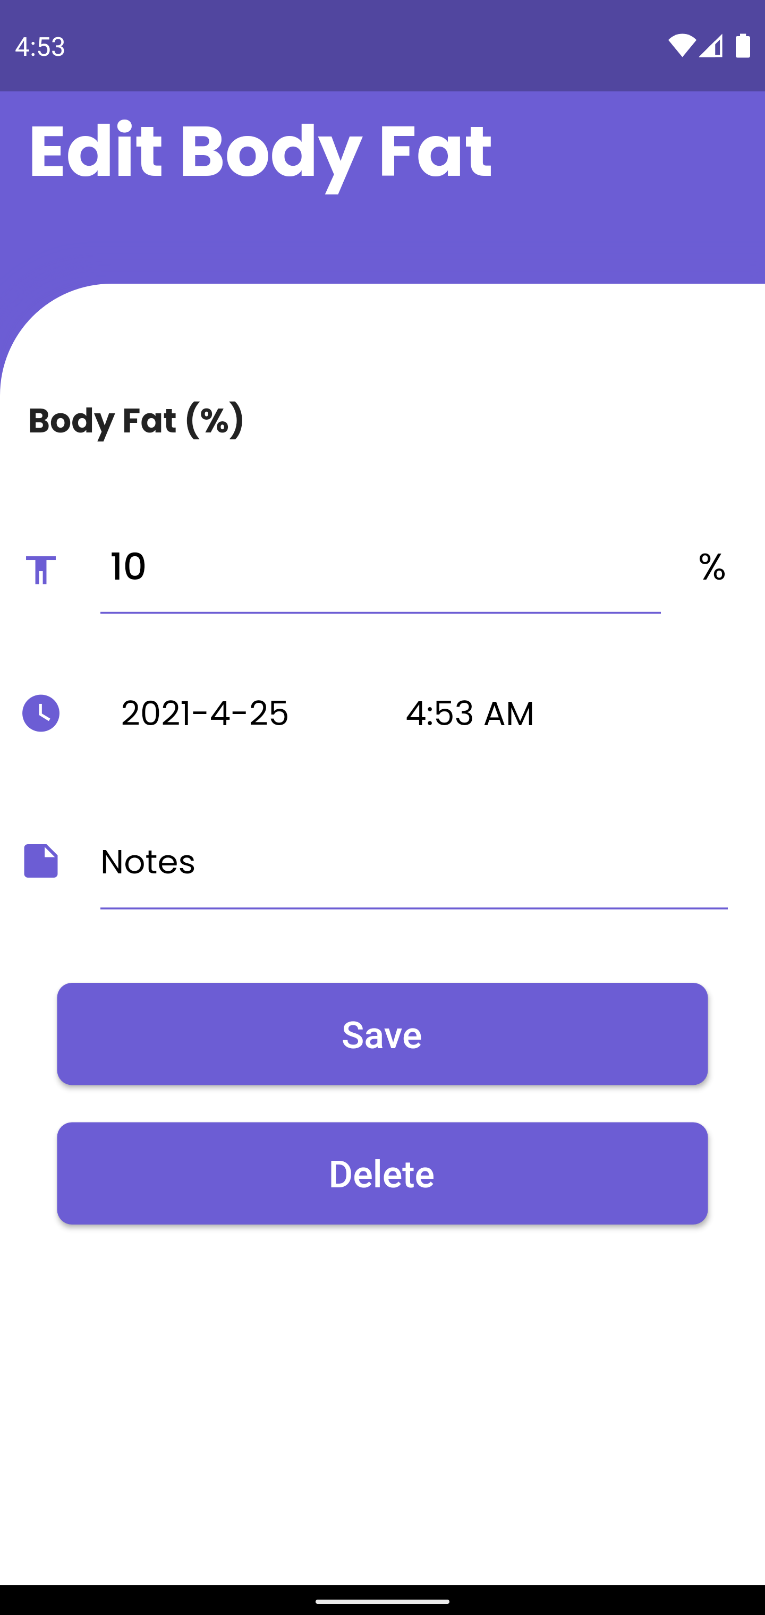 4:53
Edit Body Fat
Body Fat (%)
10 %
2021-4-25 4:53 AM
Notes
Save
Delete